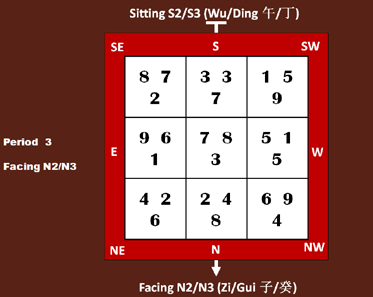 Sitting S2/S3 (Wu/Ding 午/丁)
SE S SW
8 7 3 3 1 5
2 7 9
Period 3
E 9 6 7 8 5 1 W
1 3 5
Facing N2/N3
4 2 2 4 6 9
6 8 4
NE N NW
Facing N2/N3 (Zi/Gui 子/癸)